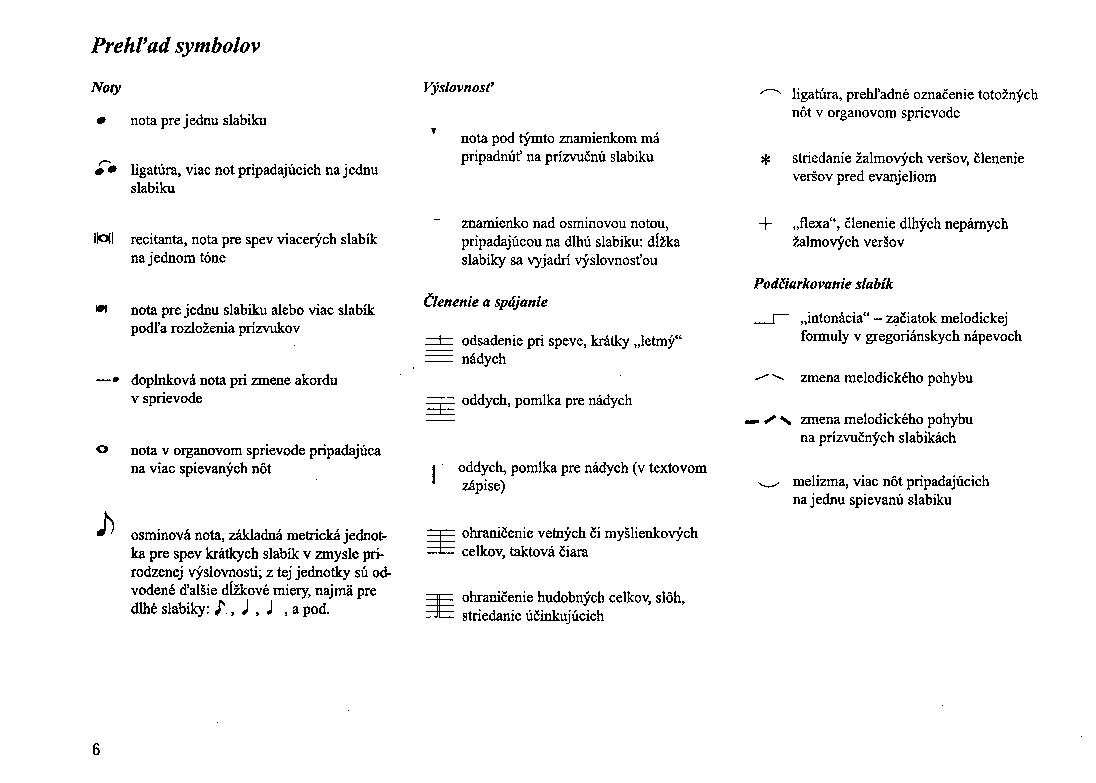 Prehľad symbolov
Noty
nota pre jednu slabiku
ligatúra, viac not pripadajúcich na jednu
slabiku
recitanta, nota pre spev viacerých slabík
na jednom tóne
nota pre jednu slabiku alebo viac slabík
podľa rozloženia prízvukov
doplnková nota pri zmene akordu
v sprievode
nota v organovom sprievode pripadajúca
na viac spievaných nôt
osminová nota, základná metrická jednot-
ka pre spev krátkych slabík v zmysle pri-
rodzenej výslovnosti; z tej jednotky sú od-
vodené ďalšie dĺžkové miery, najmä pre
dlhé slabiky: ♪., ♩, ♩ , a pod.
Výslovnosť
nota pod týmto znamienkom má
pripadnúť na prízvučnú slabiku
znamienko nad osminovou notou,
pripadajúcou na dlhú slabiku: dĺžka
slabiky sa vyjadrí výslovnosťou
Členenie a spájanie
odsadenie pri speve, krátky „letmý“
nádych
oddych, pomlka pre nádych
oddych, pomlka pre nádych (v textovom
zápise)
ohraničenie vetných či myšlienkových
celkov, taktová čiara
ohraničenie hudobných celkov, slôh,
striedanie účinkujúcich
ligatúra, prehľadné označenie totožných
nôt v organovom sprievode
* striedanie žalmových veršov, členenie
veršov pred evanjeliom
+ „flexa“, členenie dlhých nepárnych
žalmových veršov
Podčiarkovanie slabík
„intonácia“ – začiatok melodickej
formuly v gregoriánskych nápevoch
zmena melodického pohybu
zmena melodického pohybu
na prízvučných slabikách
melizma, viac nôt pripadajúcich
na jednu spievanú slabiku
6